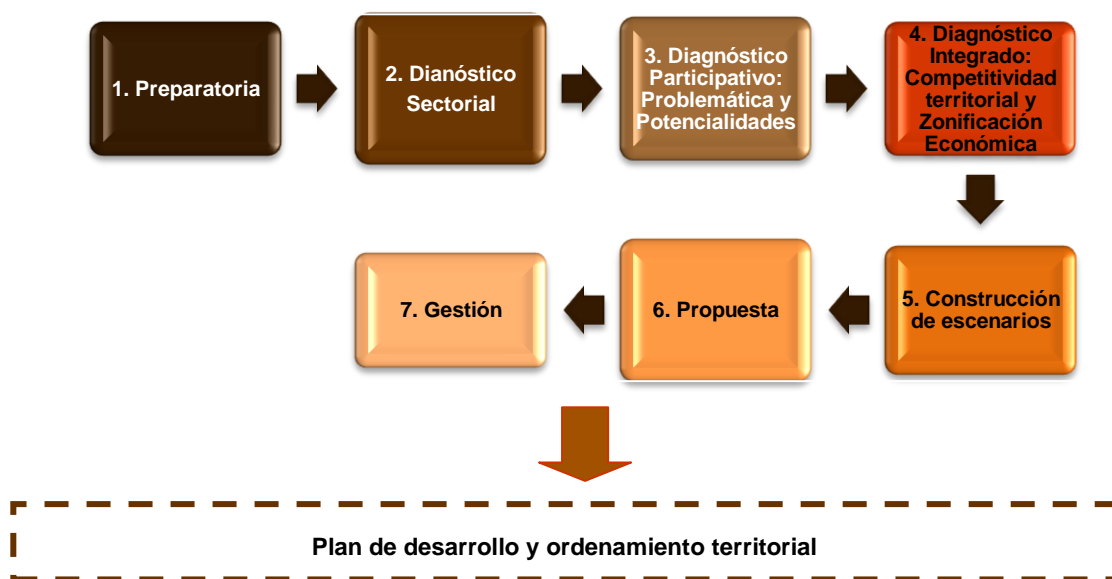 1. Preparatoria
2. Dianóstico
Sectorial
3. Diagnóstico
Participativo:
Problemática y
Potencialidades
4. Diagnóstico
Integrado:
Competitividad
territorial y
Zonificación
Económica
5. Construcción
de escenarios
6. Propuesta
7. Gestión
Plan de desarrollo y ordenamiento territorial